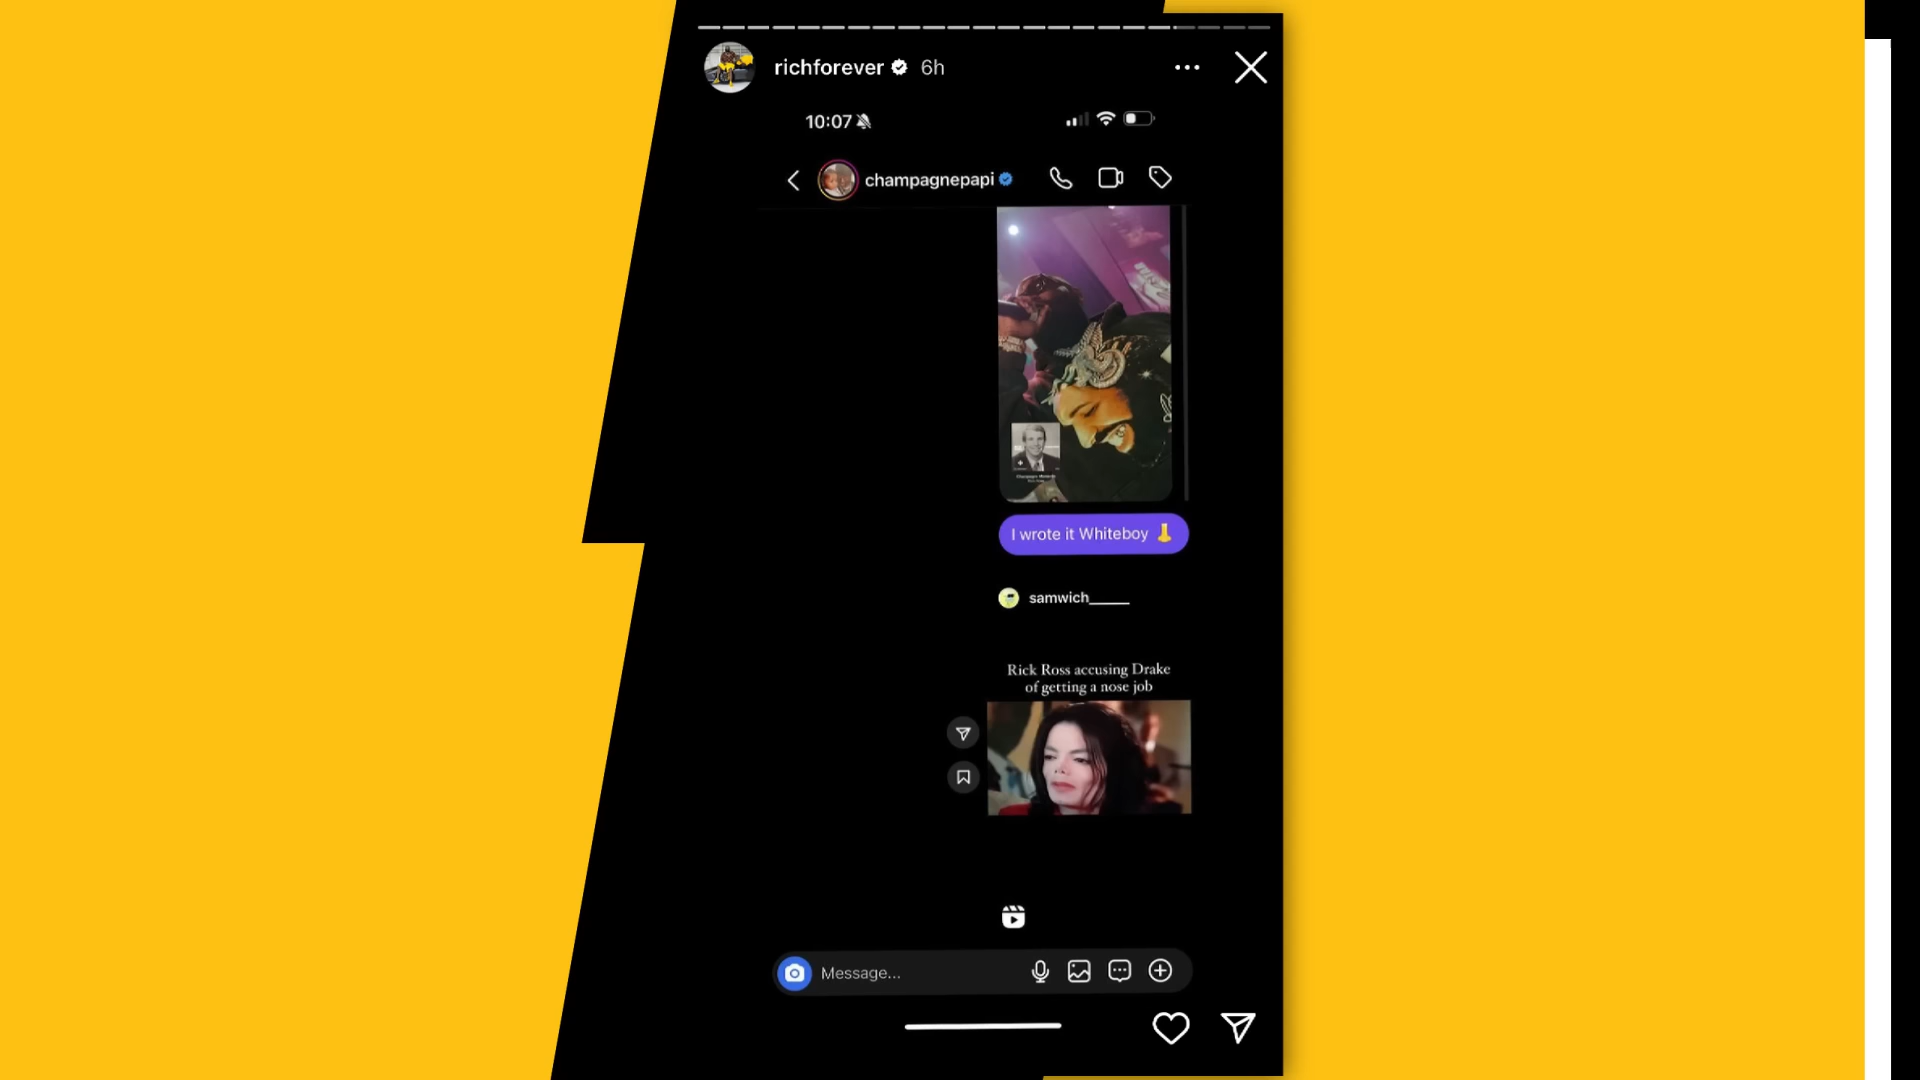 richforever 6h
10:07
champagnepapi
I wrote it Whiteboy 👃
samwich_____
Rick Ross accusing Drake
of getting a nose job
Message...